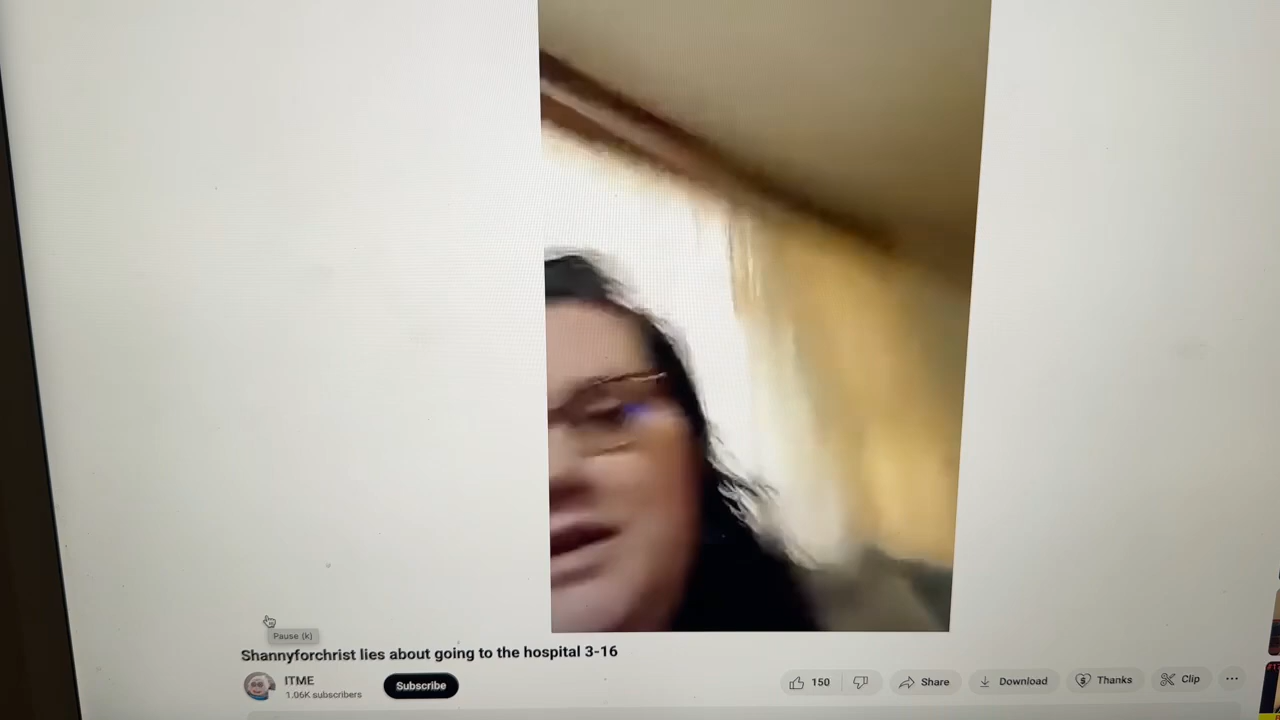 Pause (k)
Shannyforchrist lies about going to the hospital 3-16
ITME
1.06K subscribers
Subscribe
150
Share
Download
Thanks
Clip